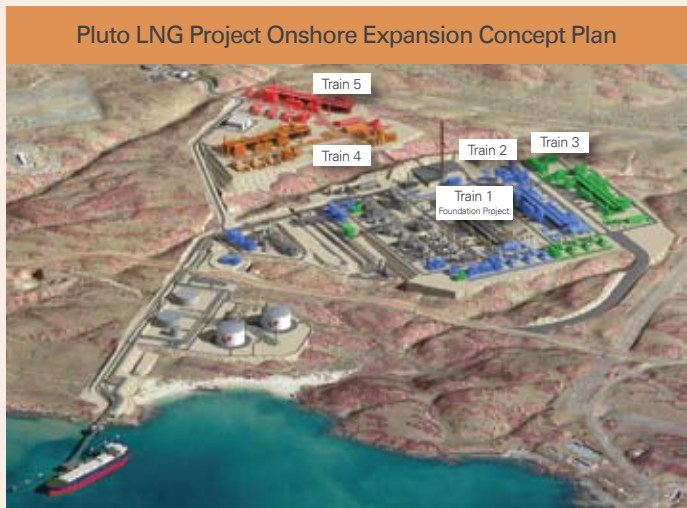 Pluto LNG Project Onshore Expansion Concept Plan
Train 5
Train 4
Train 2
Train 3
Train 1
Foundation Project